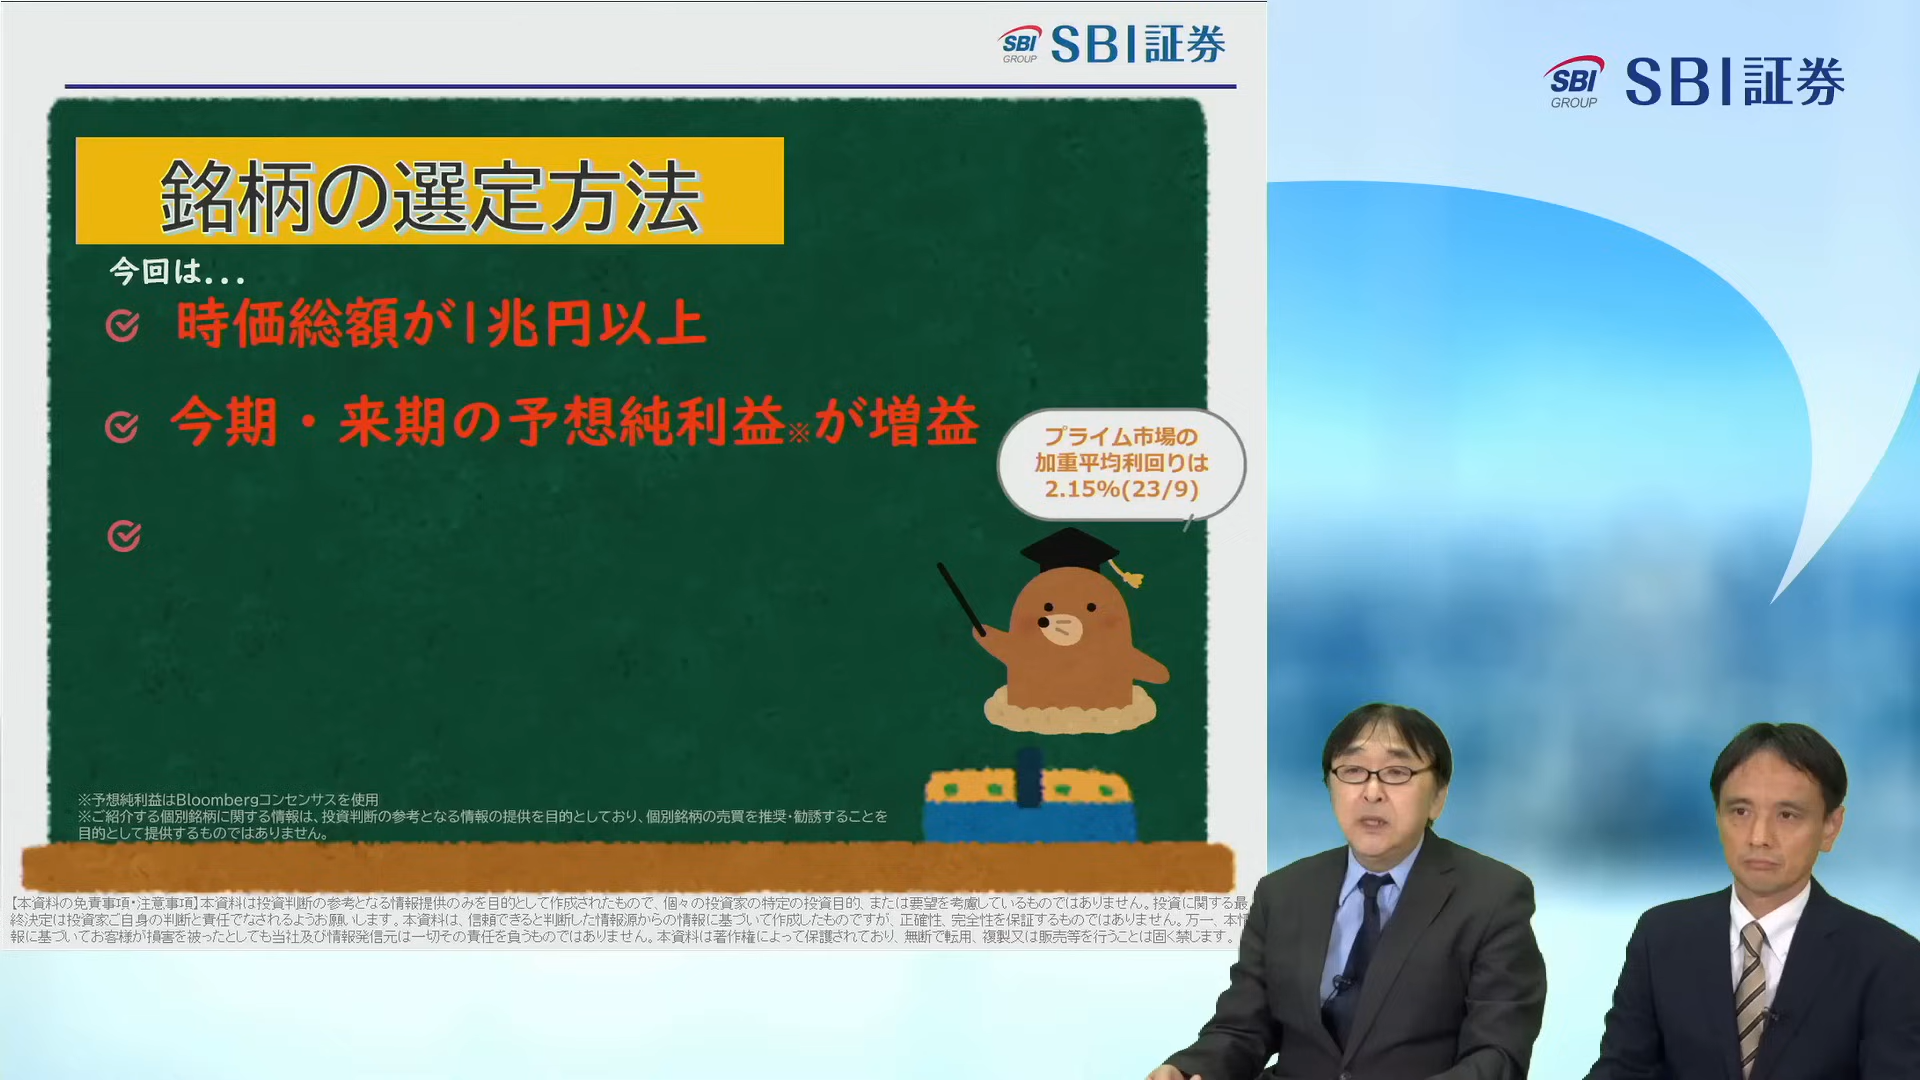 SBI GROUP SBI証券
SBI GROUP SBI証券
銘柄の選定方法
今回は...
時価総額が1兆円以上
今期・来期の予想純利益※が増益
プライム市場の
加重平均利回りは
2.15%(23/9)
※予想純利益はBloombergコンセンサスを使用
※ご紹介する個別銘柄に関する情報は、投資判断の参考となる情報の提供を目的としており、個別銘柄の売買を推奨・勧誘することを
目的として提供するものではありません。
【本資料の免責事項・注意事項】本資料は投資判断の参考となる情報提供のみを目的として作成されたもので、個々の投資家の特定の投資目的、または要望を考慮しているものではありません。投資に関する最
終決定は投資家ご自身の判断と責任でなされるようお願いします。本資料は、信頼できると判断した情報源からの情報に基づいて作成したものですが、正確性、完全性を保証するものではありません。万一、本情
報に基づいてお客様が損害を被ったとしても当社及び情報発信元は一切その責任を負うものではありません。本資料は著作権によって保護されており、無断で転用、複製又は販売等を行うことは固く禁じます。